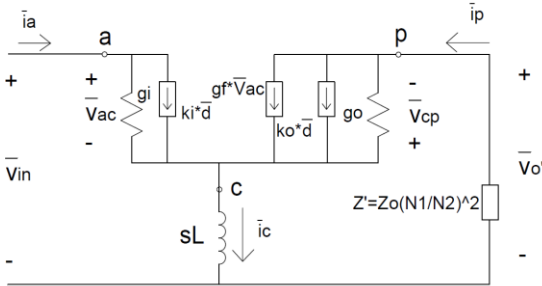 ia
ip
a
p
+
+
gi
ki*d
gf*Vac
ko*d
go
-
+
Vac
Vcp
-
+
Vin
Vo'
c
Z'=Zo(N1/N2)^2
sL
ic
-
-